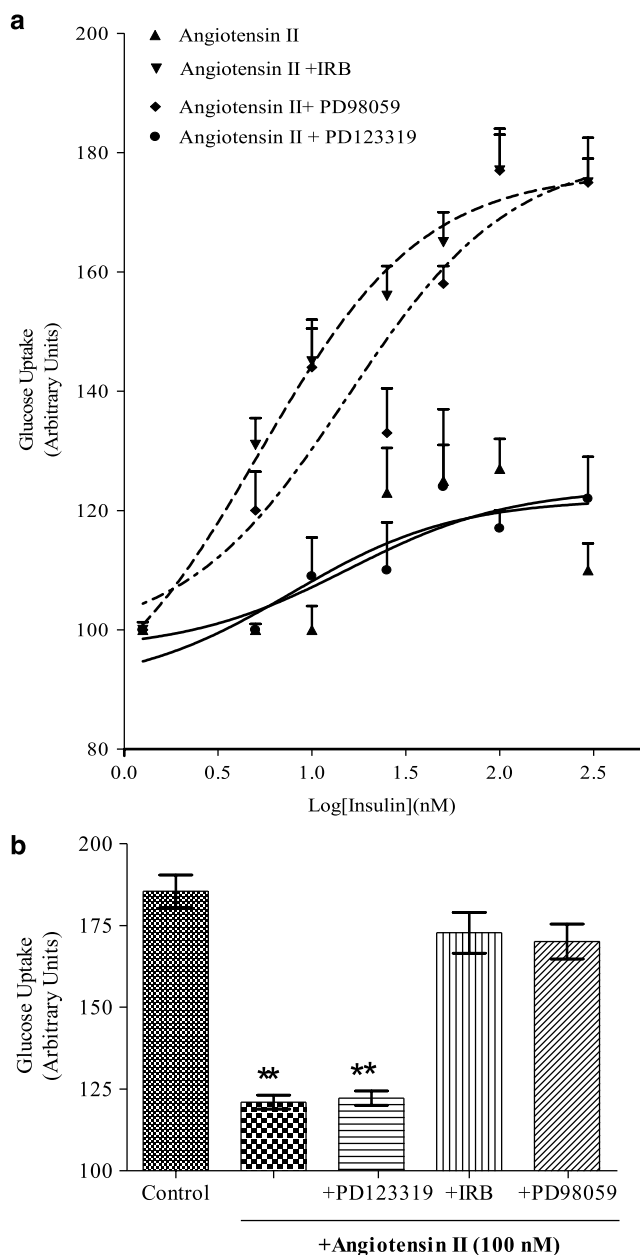 a
200
180
160
140
120
100
80
Glucose Uptake
(Arbitrary Units)
▲ Angiotensin II
▼ Angiotensin II +IRB
◆ Angiotensin II+ PD98059
● Angiotensin II + PD123319
0.0 0.5 1.0 1.5 2.0 2.5
Log[Insulin](nM)
b
200
175
150
125
100
Glucose Uptake
(Arbitrary Units)
** **
Control +PD123319 +IRB +PD98059
+Angiotensin II (100 nM)